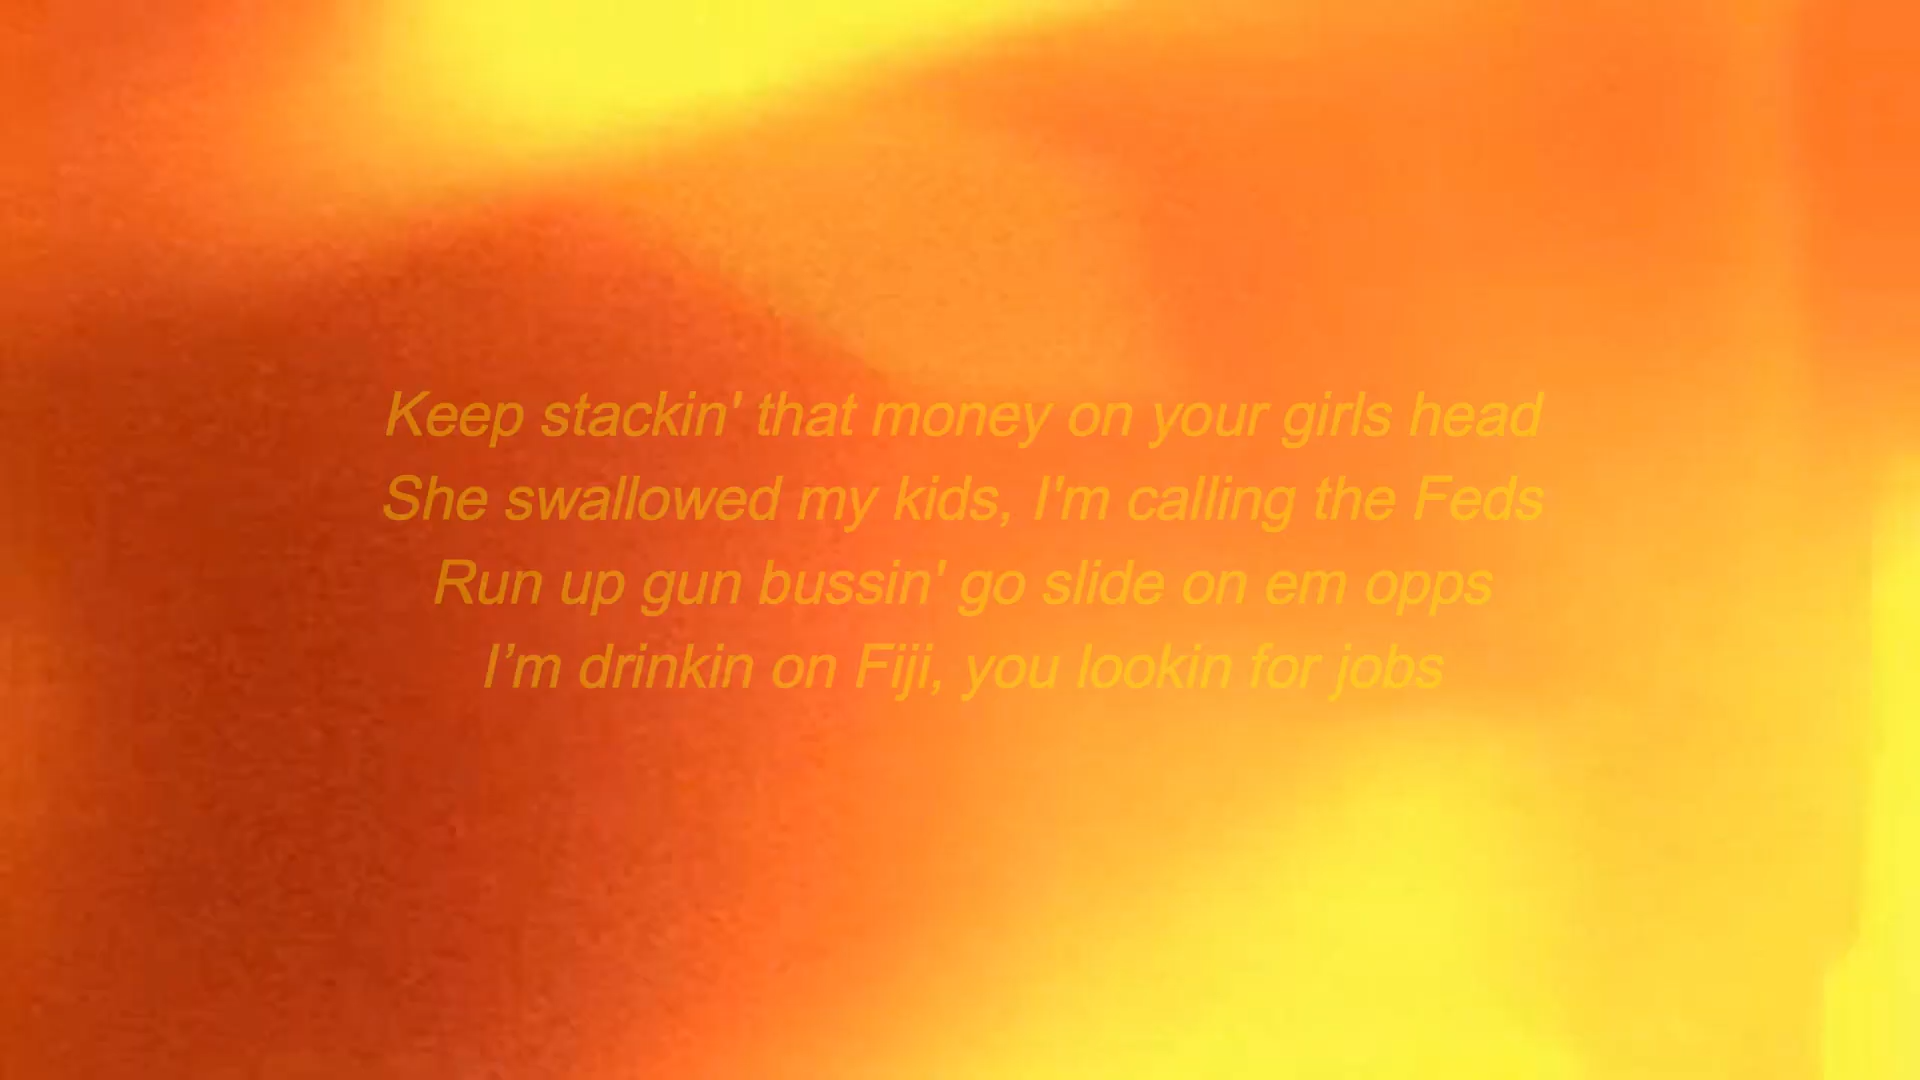 Keep stackin' that money on your girls head
She swallowed my kids, I'm calling the Feds
Run up gun bussin' go slide on em opps
I’m drinkin on Fiji, you lookin for jobs